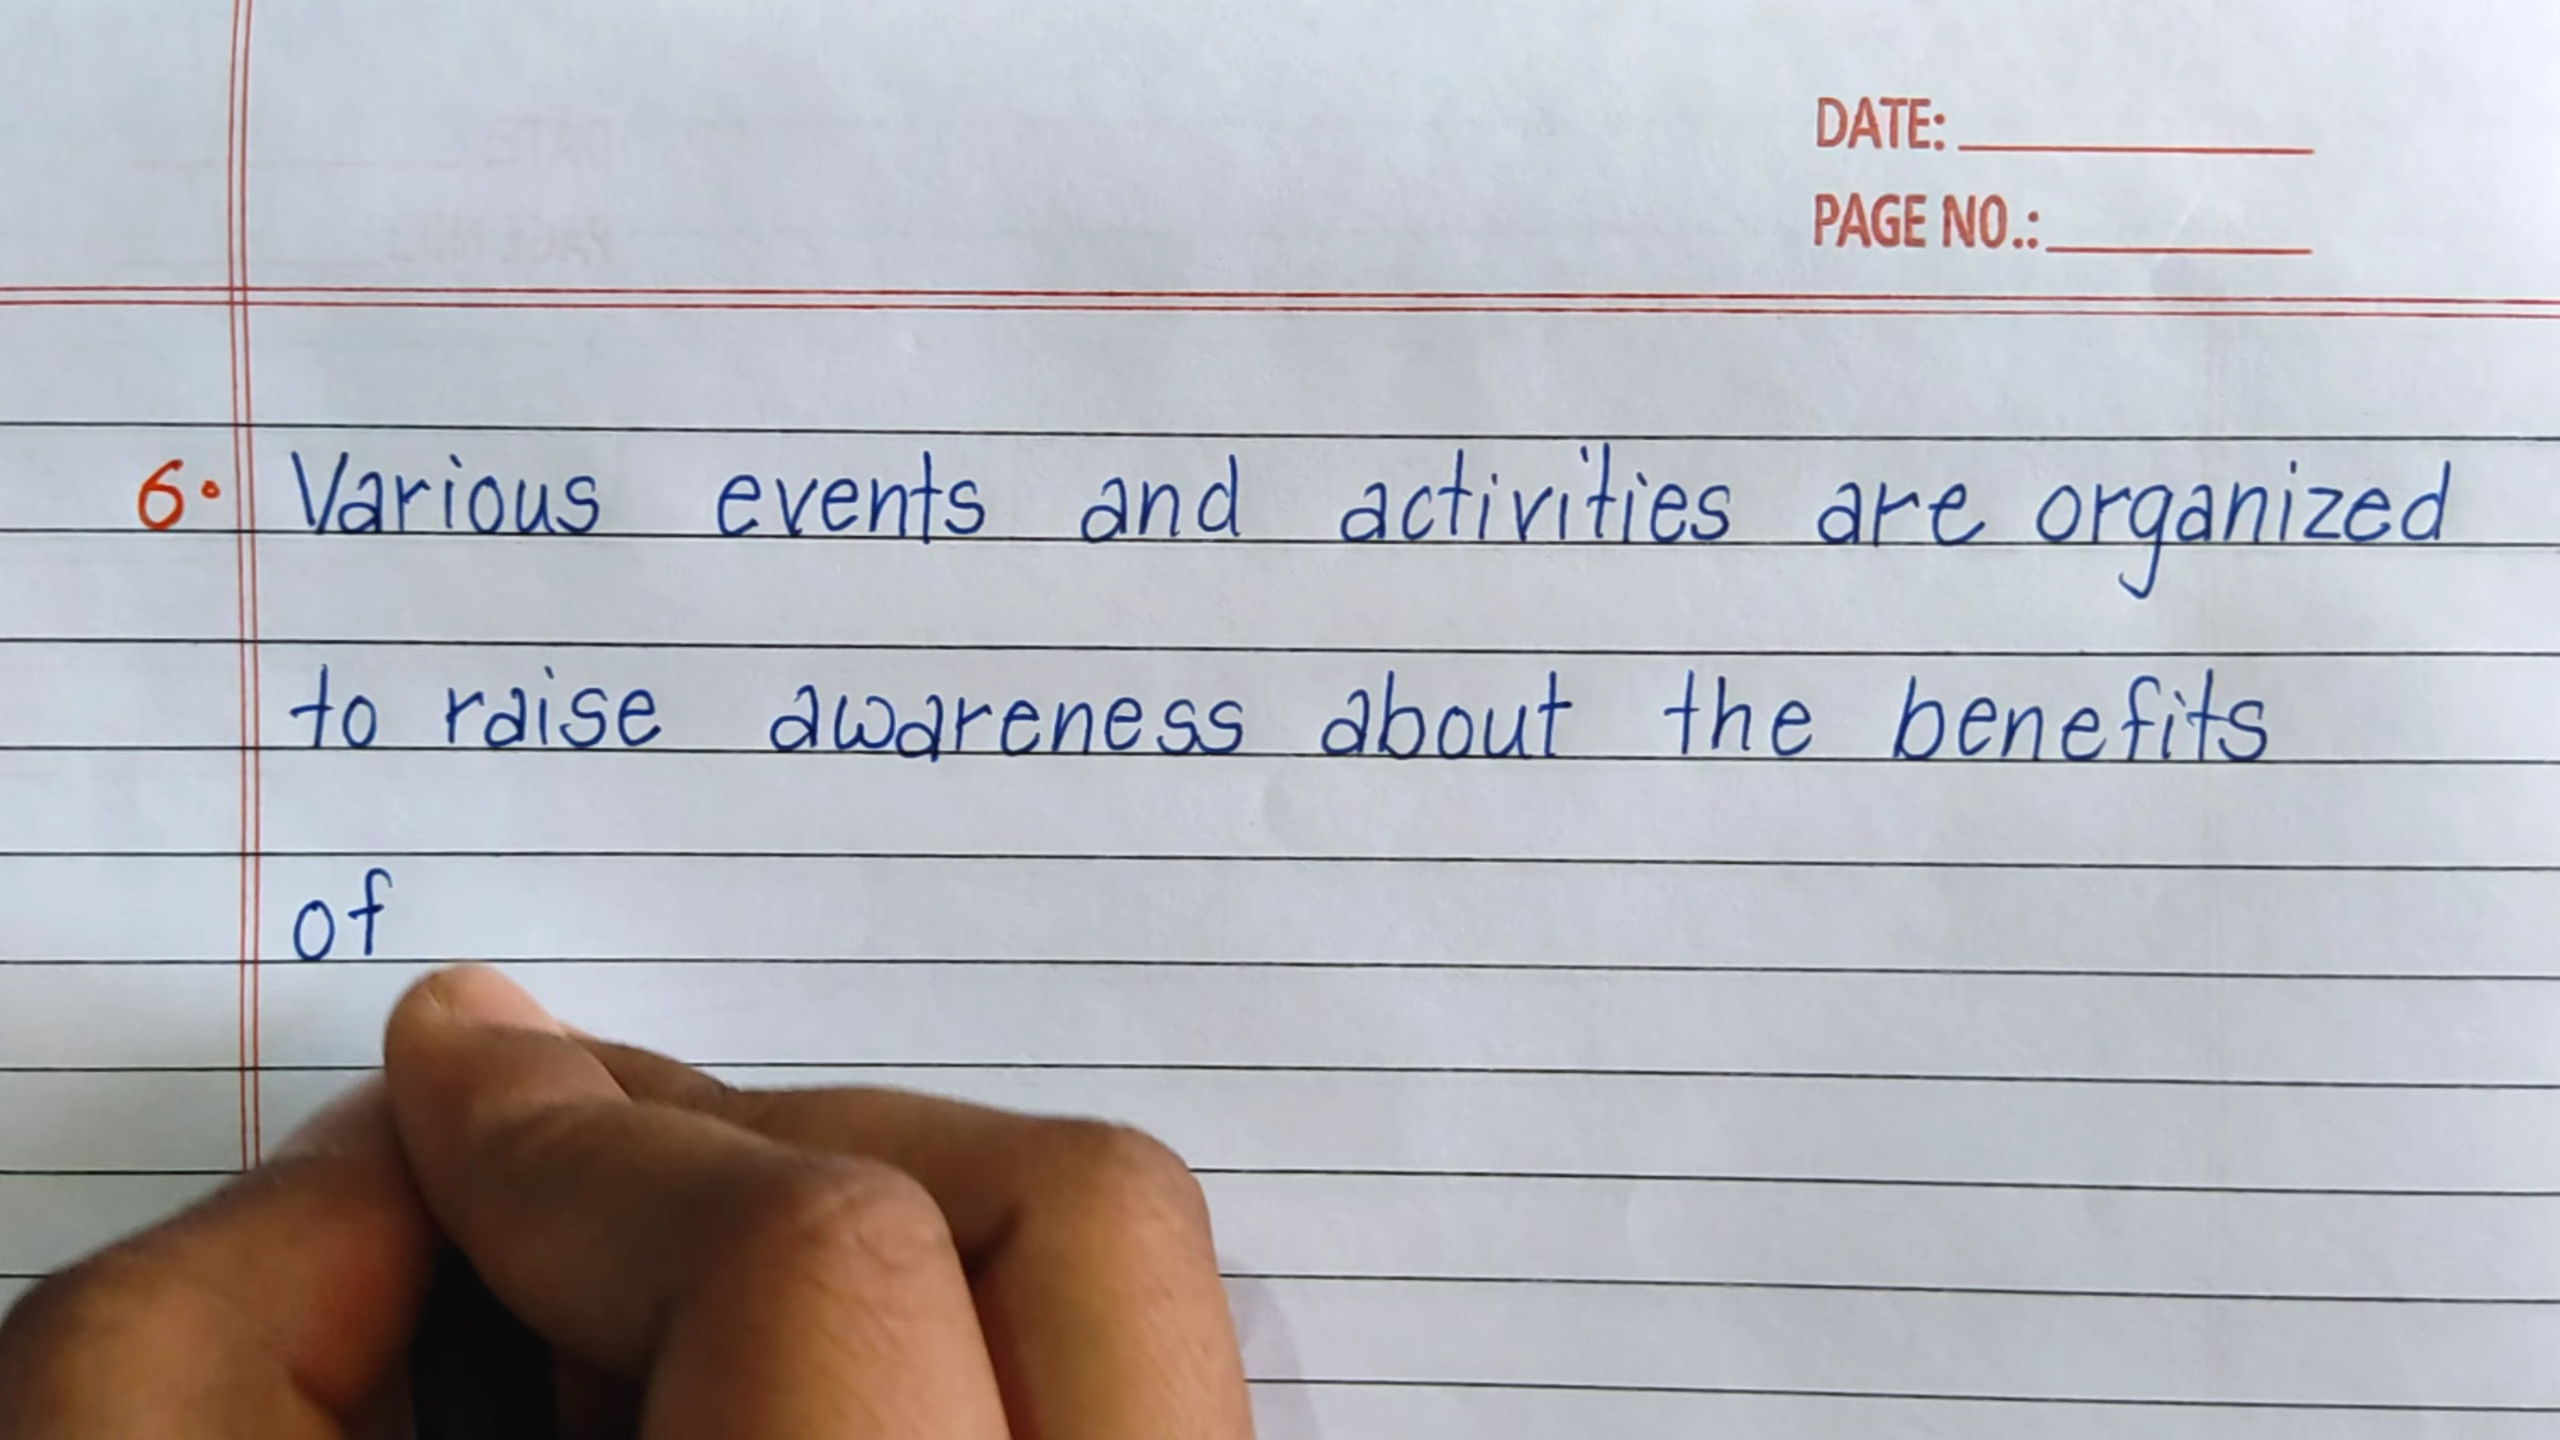 DATE:
PAGE NO.:
6. Various events and activities are organized
to raise awareness about the benefits
of